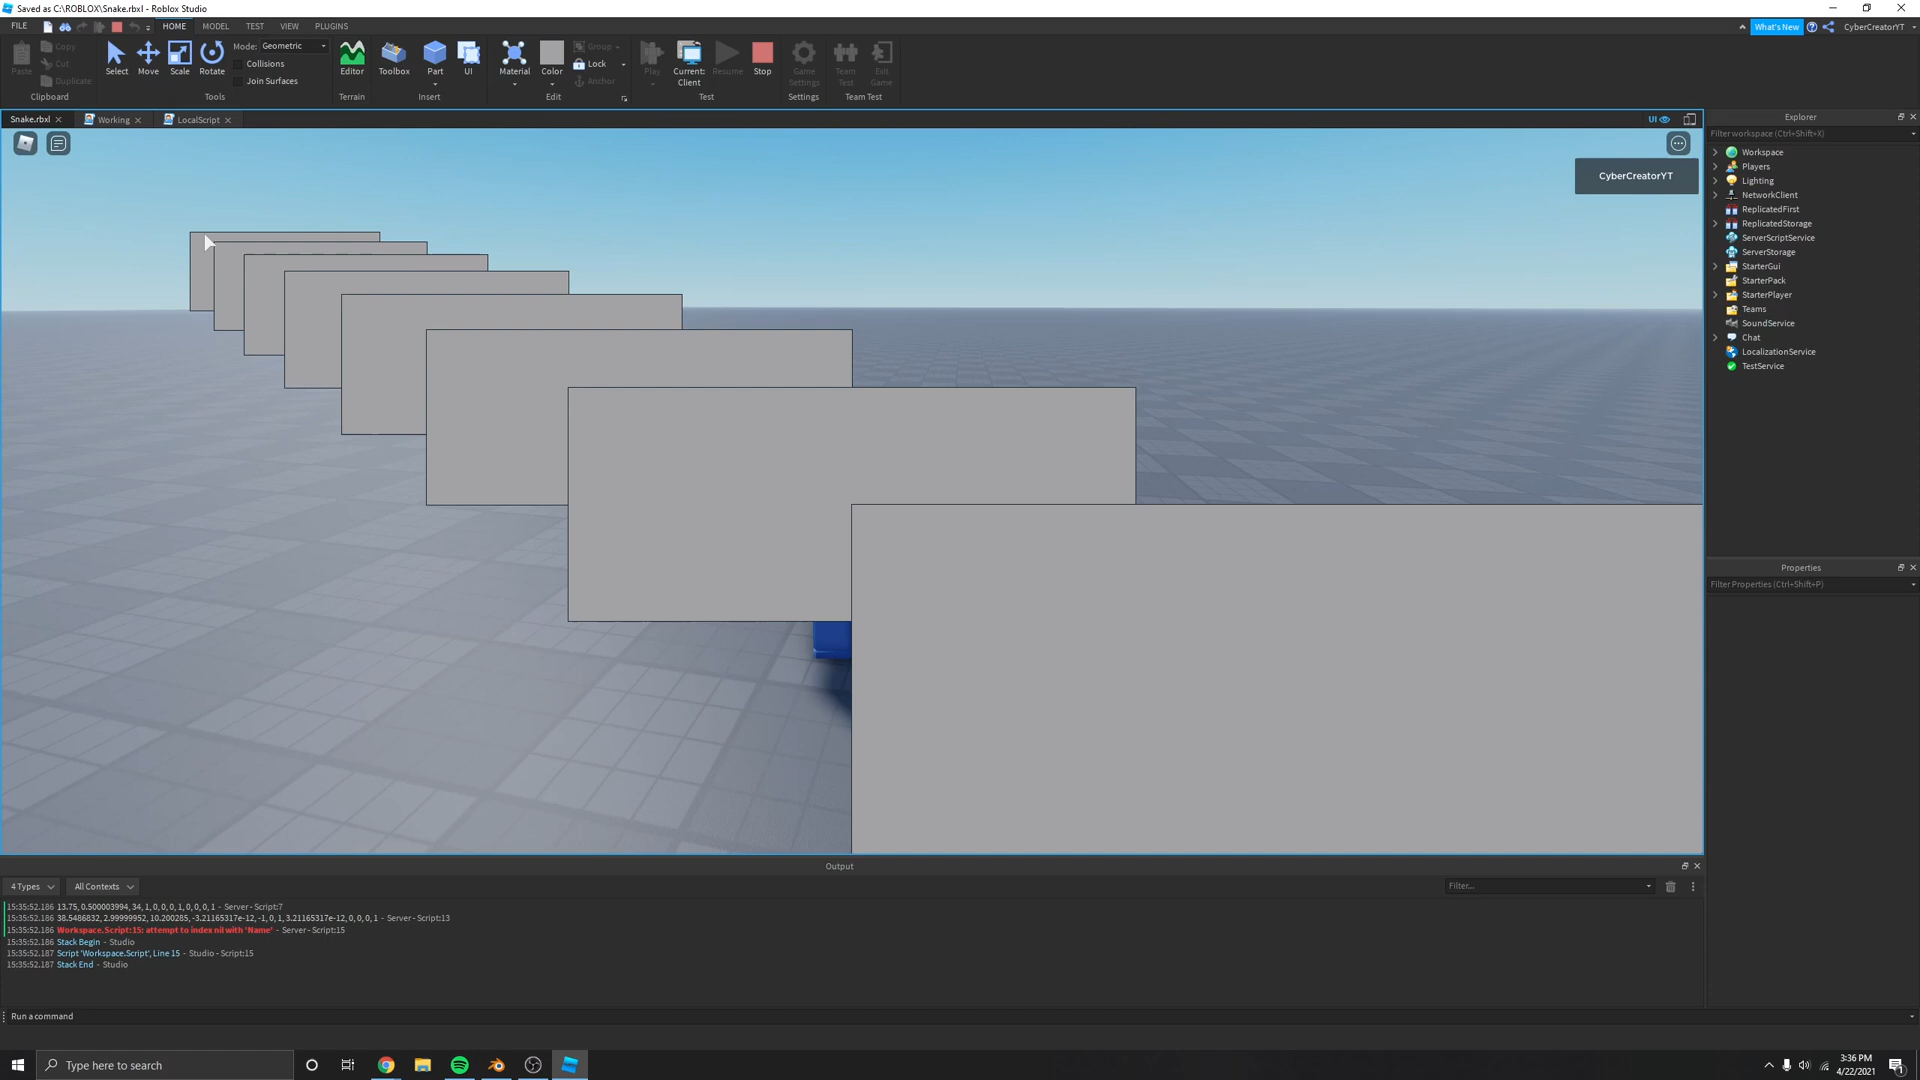 Saved as C:\ROBLOX\Snake.rbxl - Roblox Studio
FILE HOME MODEL TEST VIEW PLUGINS
What's New
CyberCreatorYT
Paste
Copy
Cut
Duplicate
Clipboard
Select
Move
Scale
Rotate
Mode: Geometric
Collisions
Join Surfaces
Tools
Editor
Terrain
Toolbox
Part
UI
Insert
Material
Color
Group
Lock
Anchor
Edit
Play
Current:
Client
Resume
Stop
Test
Game
Settings
Settings
Team
Test
Exit
Game
Team Test
Snake.rbxl
Working
LocalScript
UI
CyberCreatorYT
Explorer
Filter workspace (Ctrl+Shift+X)
Workspace
Players
Lighting
NetworkClient
ReplicatedFirst
ReplicatedStorage
ServerScriptService
ServerStorage
StarterGui
StarterPack
StarterPlayer
Teams
SoundService
Chat
LocalizationService
TestService
Properties
Filter Properties (Ctrl+Shift+P)
Output
4 Types
All Contexts
Filter...
15:35:52.186 13.75, 0.500003994, 34, 1, 0, 0, 0, 1, 0, 0, 0, 1 - Server - Script:7
15:35:52.186 38.5486832, 2.99999952, 10.200285, -3.21165317e-12, -1, 0, 1, 3.21165317e-12, 0, 0, 0, 1 - Server - Script:13
15:35:52.186 Workspace.Script:15: attempt to index nil with 'Name' - Server - Script:15
15:35:52.186 Stack Begin - Studio
15:35:52.187 Script 'Workspace.Script', Line 15 - Studio - Script:15
15:35:52.187 Stack End - Studio
Run a command
Type here to search
3:36 PM
4/22/2021
1